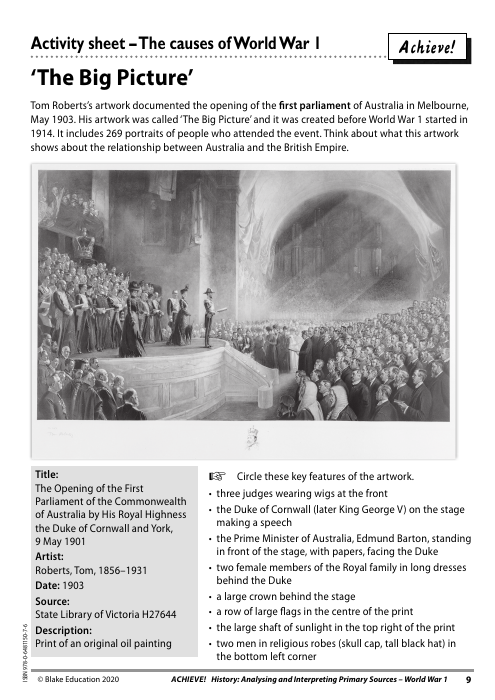 Activity sheet – The causes of World War 1
Achieve!
‘The Big Picture’
Tom Roberts’s artwork documented the opening of the first parliament of Australia in Melbourne,
May 1903. His artwork was called ‘The Big Picture’ and it was created before World War 1 started in
1914. It includes 269 portraits of people who attended the event. Think about what this artwork
shows about the relationship between Australia and the British Empire.
Title:
The Opening of the First
Parliament of the Commonwealth
of Australia by His Royal Highness
the Duke of Cornwall and York,
9 May 1901
Artist:
Roberts, Tom, 1856–1931
Date: 1903
Source:
State Library of Victoria H27644
Description:
Print of an original oil painting
☞ Circle these key features of the artwork.
• three judges wearing wigs at the front
• the Duke of Cornwall (later King George V) on the stage
making a speech
• the Prime Minister of Australia, Edmund Barton, standing
in front of the stage, with papers, facing the Duke
• two female members of the Royal family in long dresses
behind the Duke
• a large crown behind the stage
• a row of large flags in the centre of the print
• the large shaft of sunlight in the top right of the print
• two men in religious robes (skull cap, tall black hat) in
the bottom left corner
ISBN 978-0-6481150-7-6
© Blake Education 2020
ACHIEVE! History: Analysing and Interpreting Primary Sources – World War 1
9